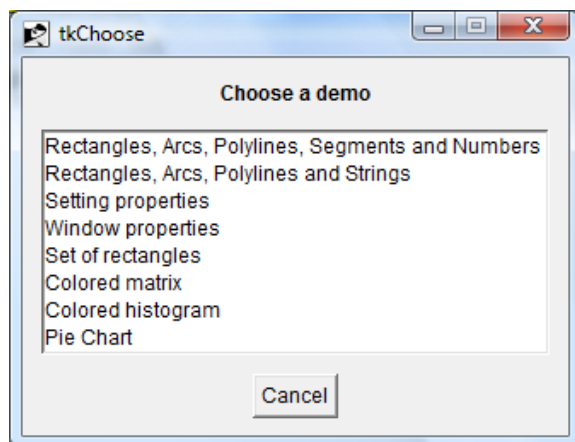 tkChoose
Choose a demo
Rectangles, Arcs, Polylines, Segments and Numbers
Rectangles, Arcs, Polylines and Strings
Setting properties
Window properties
Set of rectangles
Colored matrix
Colored histogram
Pie Chart
Cancel